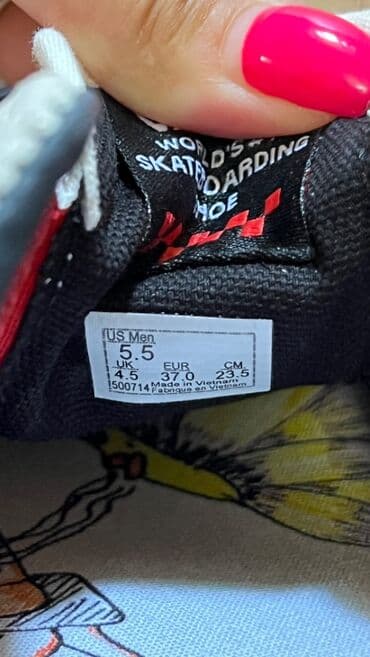 WORLD'S
SKATEBOARDING
SHOE
US Men
5.5
UK EUR CM
4.5 37.0 23.5
500714 Made in Vietnam
Fabriqué en Vietnam